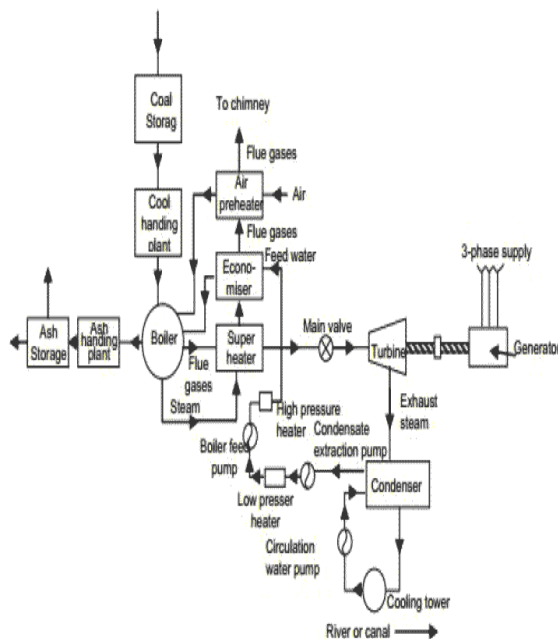 Coal
Storag
To chimney
Flue gases
Cool handing
plant
Air
preheater
Air
Flue gases
Feed water
Econo-
miser
3-phase supply
Ash
Storage
Ash
handing
plant
Boiler
Super
heater
Main valve
Turbine
Generator
Flue
gases
Steam
High pressure
heater
Exhaust
steam
Boiler feed
pump
Condensate
extraction pump
Low presser
heater
Condenser
Circulation
water pump
Cooling tower
River or canal